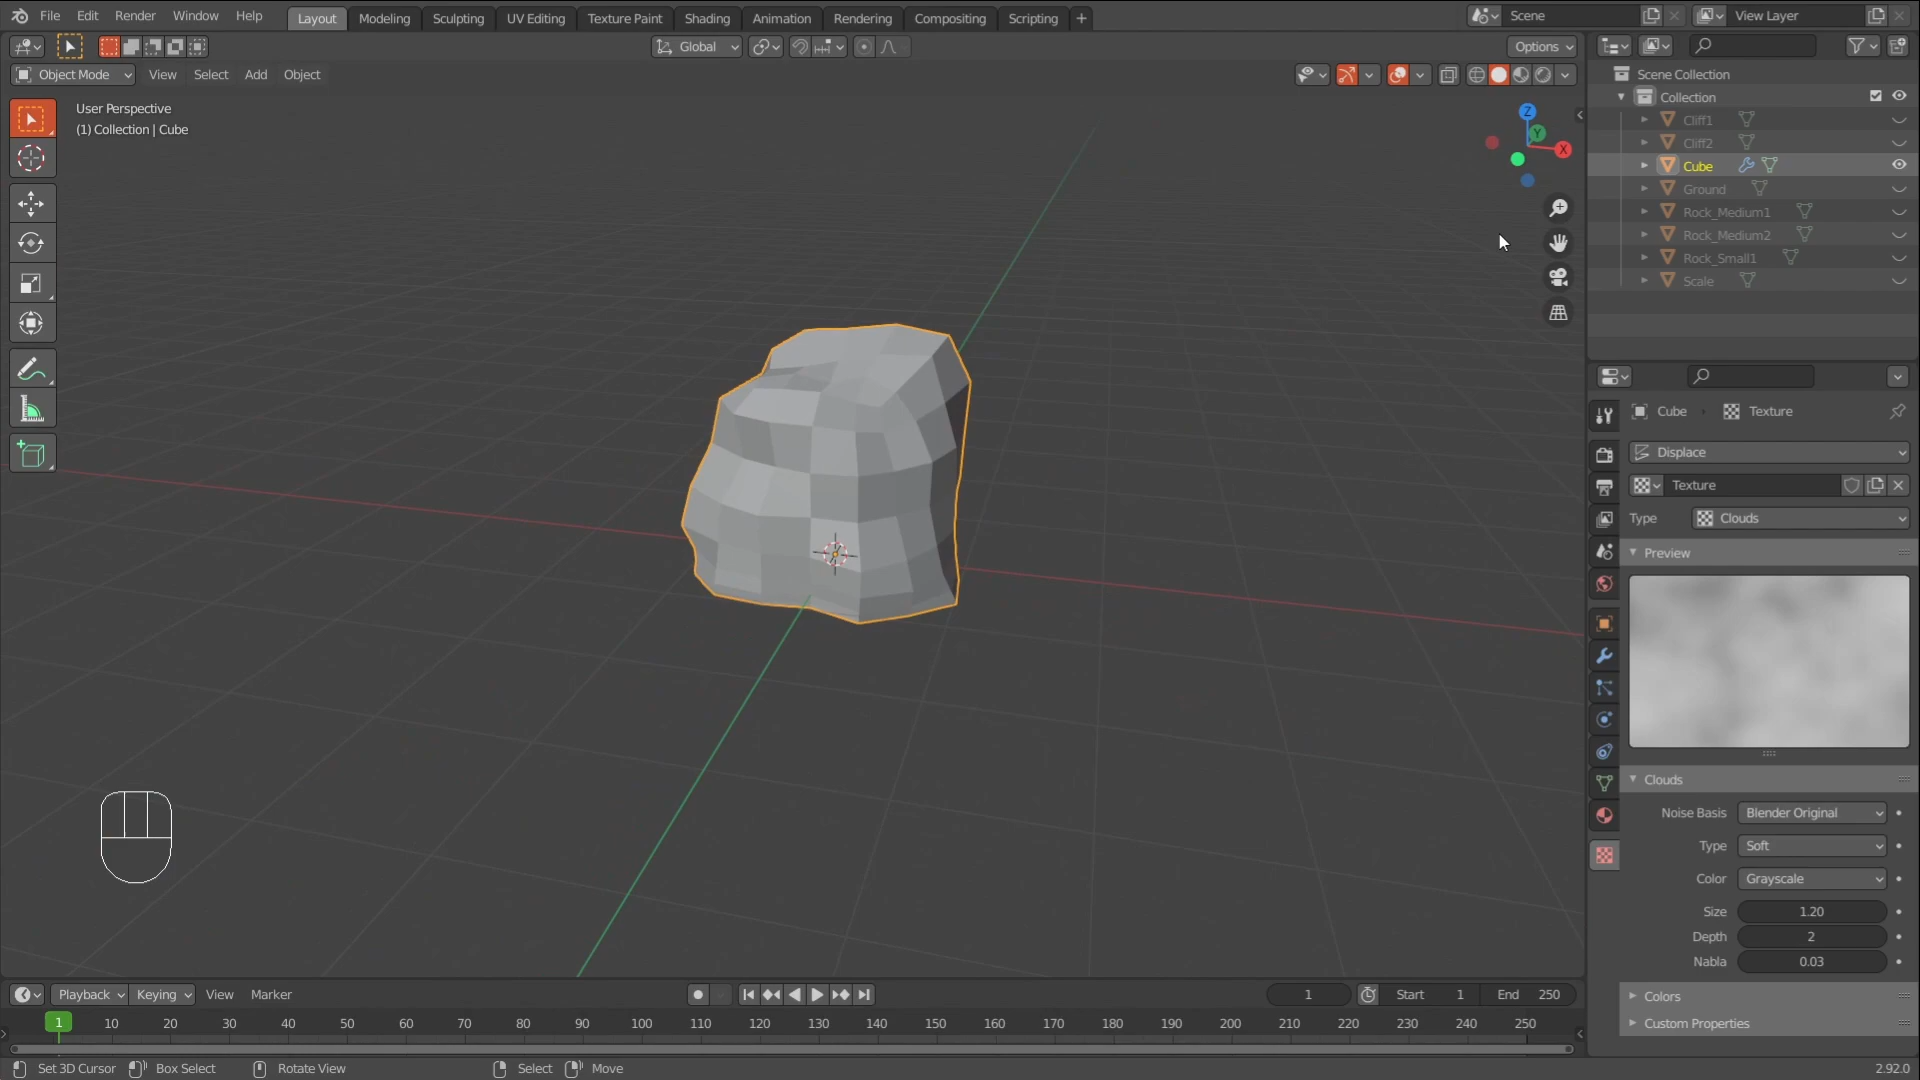 File Edit Render Window Help Layout Modeling Sculpting UV Editing Texture Paint Shading Animation Rendering Compositing Scripting + Scene View Layer
Global Options
Object Mode View Select Add Object
User Perspective
(1) Collection | Cube
Z
Y
X
Scene Collection
Collection
Cliff1
Cliff2
Cube
Ground
Rock_Medium1
Rock_Medium2
Rock_Small1
Scale
Cube › Texture
Displace
Texture
Type Clouds
Preview
Clouds
Noise Basis Blender Original
Type Soft
Color Grayscale
Size 1.20
Depth 2
Nabla 0.03
Colors
Custom Properties
Playback Keying View Marker 1 Start 1 End 250
1 10 20 30 40 50 60 70 80 90 100 110 120 130 140 150 160 170 180 190 200 210 220 230 240 250
Set 3D Cursor Box Select Rotate View Select Move 2.92.0